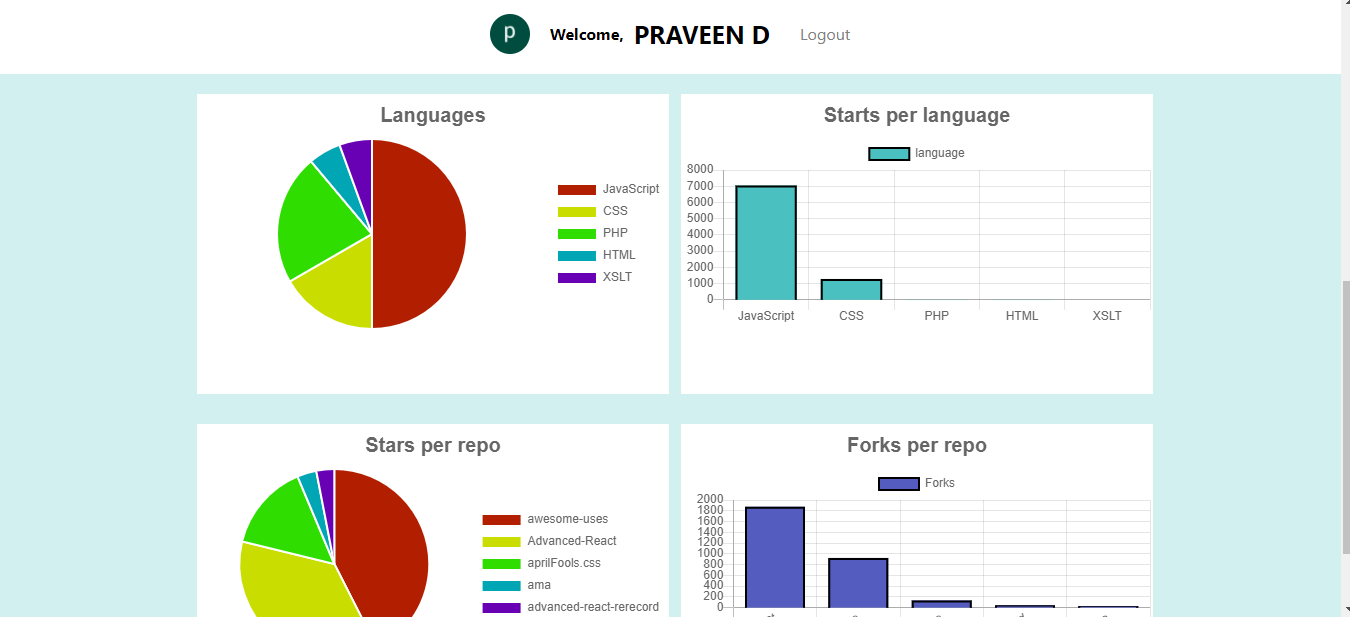 p Welcome, PRAVEEN D Logout
Languages
JavaScript
CSS
PHP
HTML
XSLT
Starts per language
language
8000
7000
6000
5000
4000
3000
2000
1000
0
JavaScript CSS PHP HTML XSLT
Stars per repo
awesome-uses
Advanced-React
aprilFools.css
ama
advanced-react-rerecord
Forks per repo
Forks
2000
1800
1600
1400
1200
1000
800
600
400
200
0